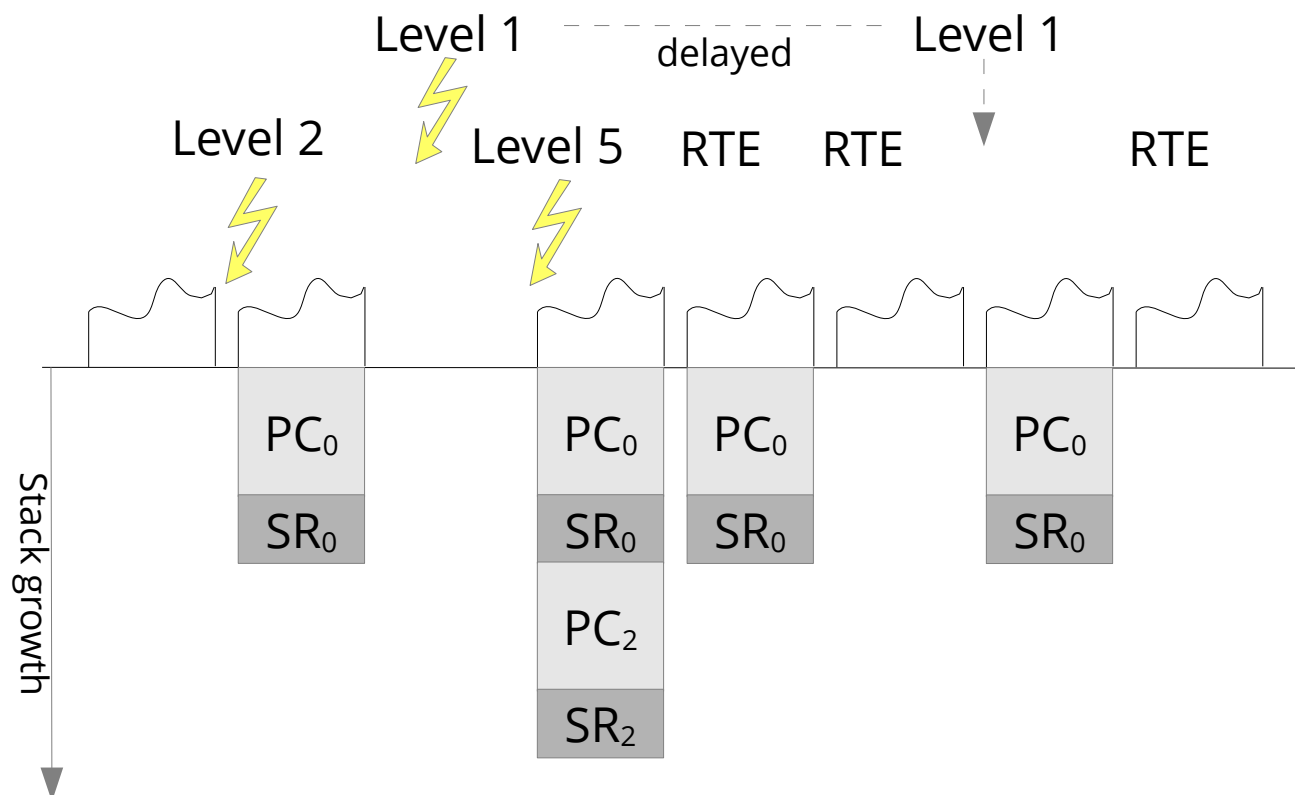 Level 1
Level 1
delayed
Level 2
Level 5
RTE
RTE
RTE
PC₀
PC₀
PC₀
PC₀
SR₀
SR₀
SR₀
SR₀
PC₂
SR₂
Stack growth